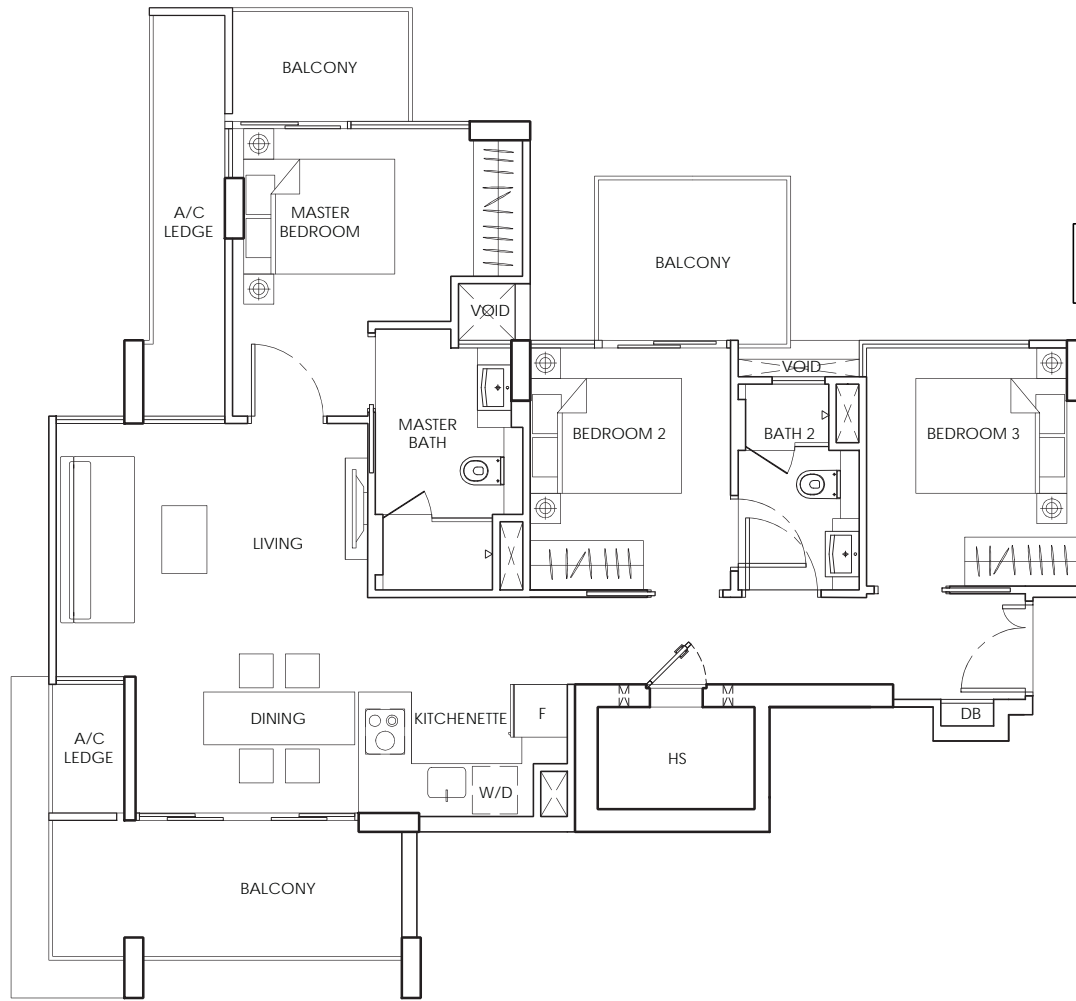 BALCONY
A/C
LEDGE
MASTER
BEDROOM
BALCONY
VOID
VOID
MASTER
BATH
BEDROOM 2
BATH 2
BEDROOM 3
LIVING
DINING
KITCHENETTE
F
DB
A/C
LEDGE
HS
W/D
BALCONY